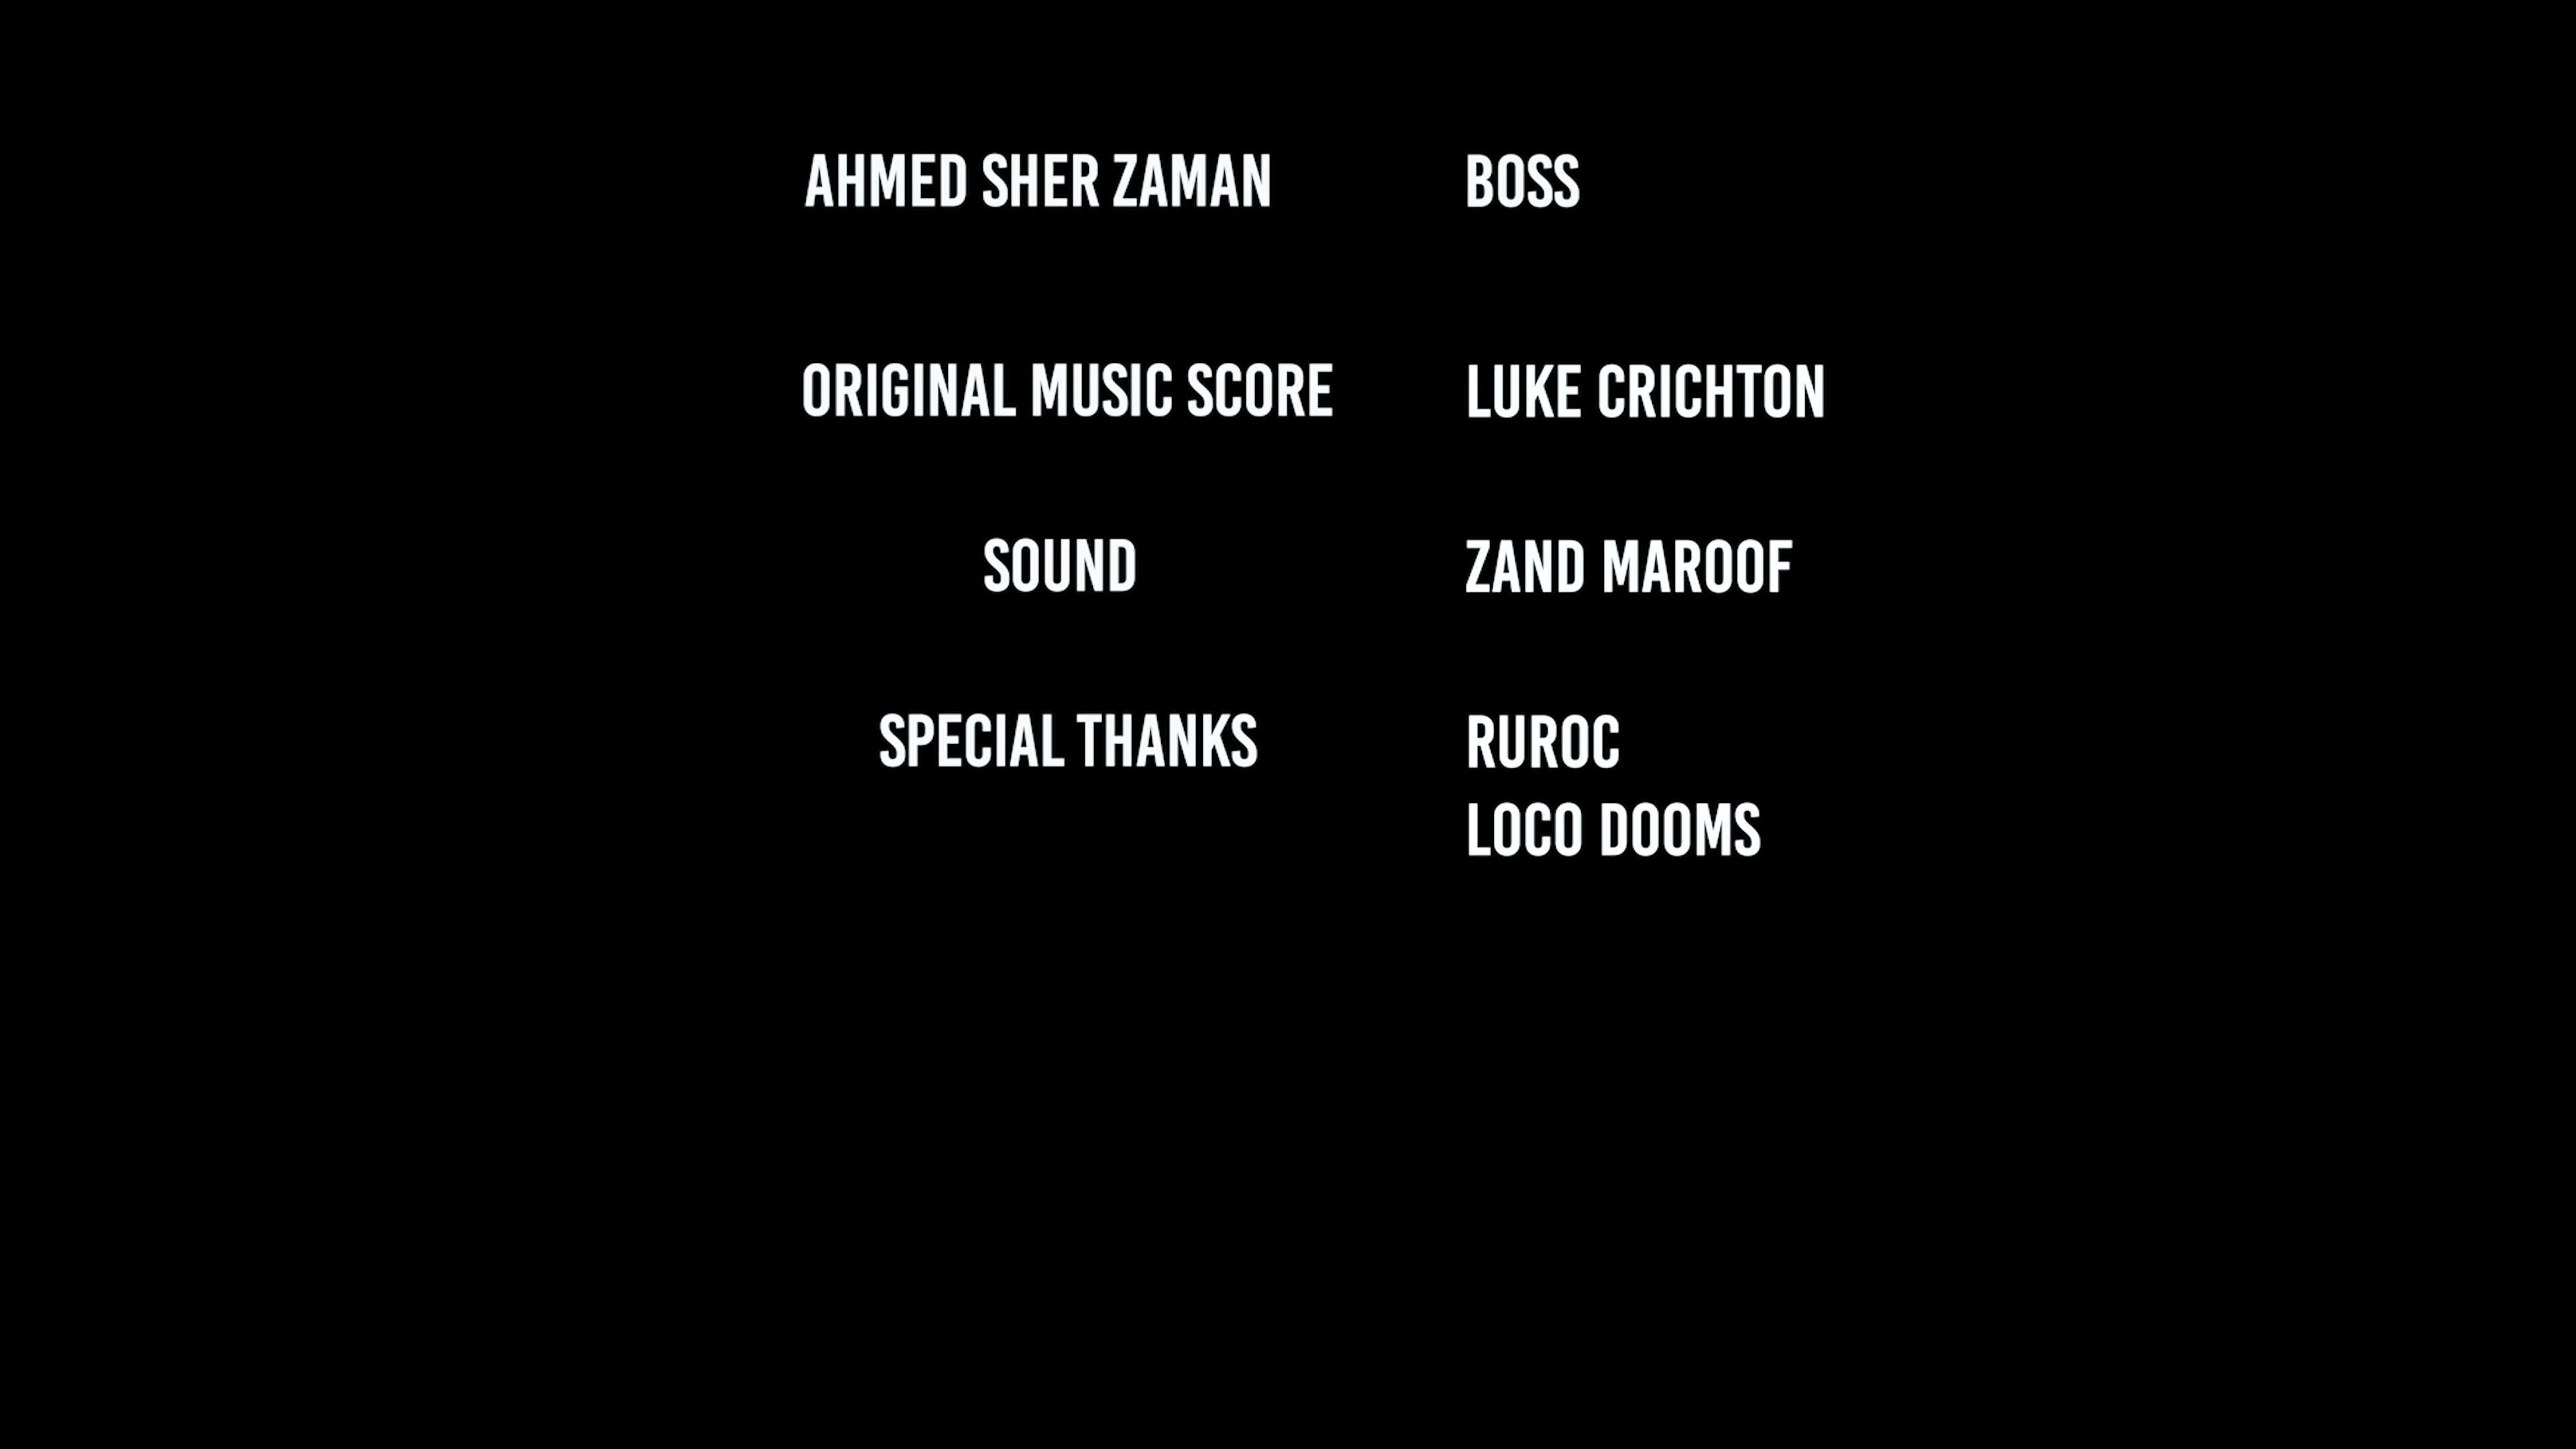 AHMED SHER ZAMAN BOSS
ORIGINAL MUSIC SCORE LUKE CRICHTON
SOUND ZAND MAROOF
SPECIAL THANKS RUROC
LOCO DOOMS